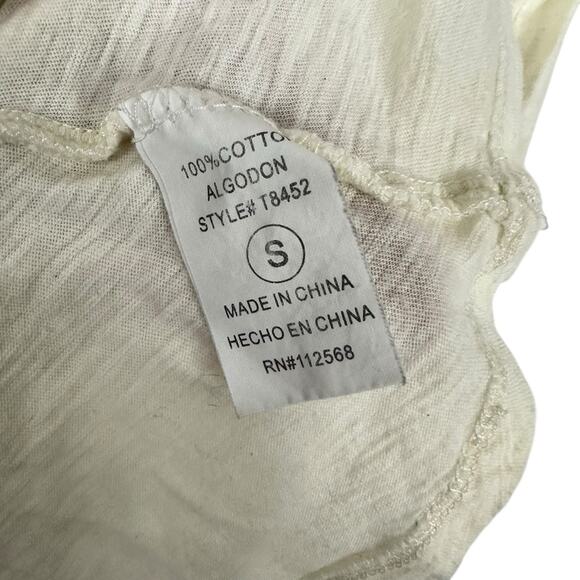 100% COTTO
ALGODON
STYLE# T8452
S
MADE IN CHINA
HECHO EN CHINA
RN#112568